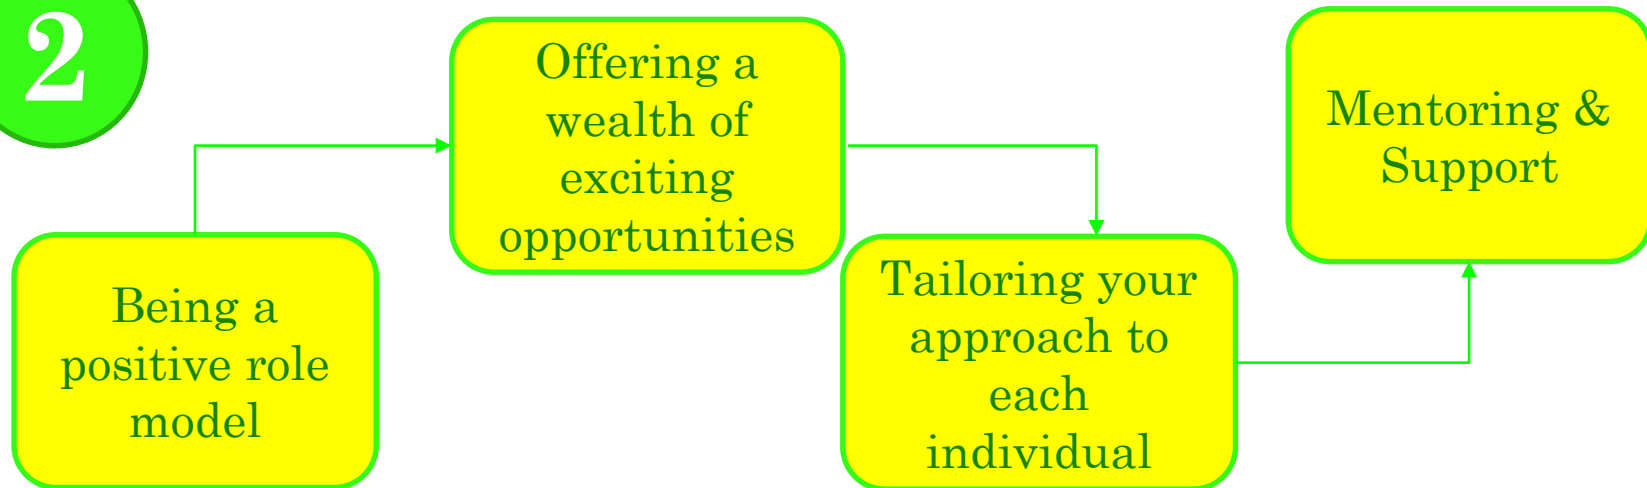 2
Being a
positive role
model
Offering a
wealth of
exciting
opportunities
Tailoring your
approach to
each
individual
Mentoring &
Support